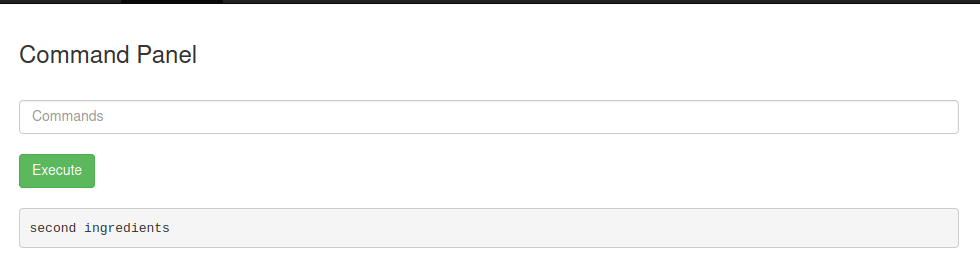 Command Panel
Commands
Execute
second ingredients